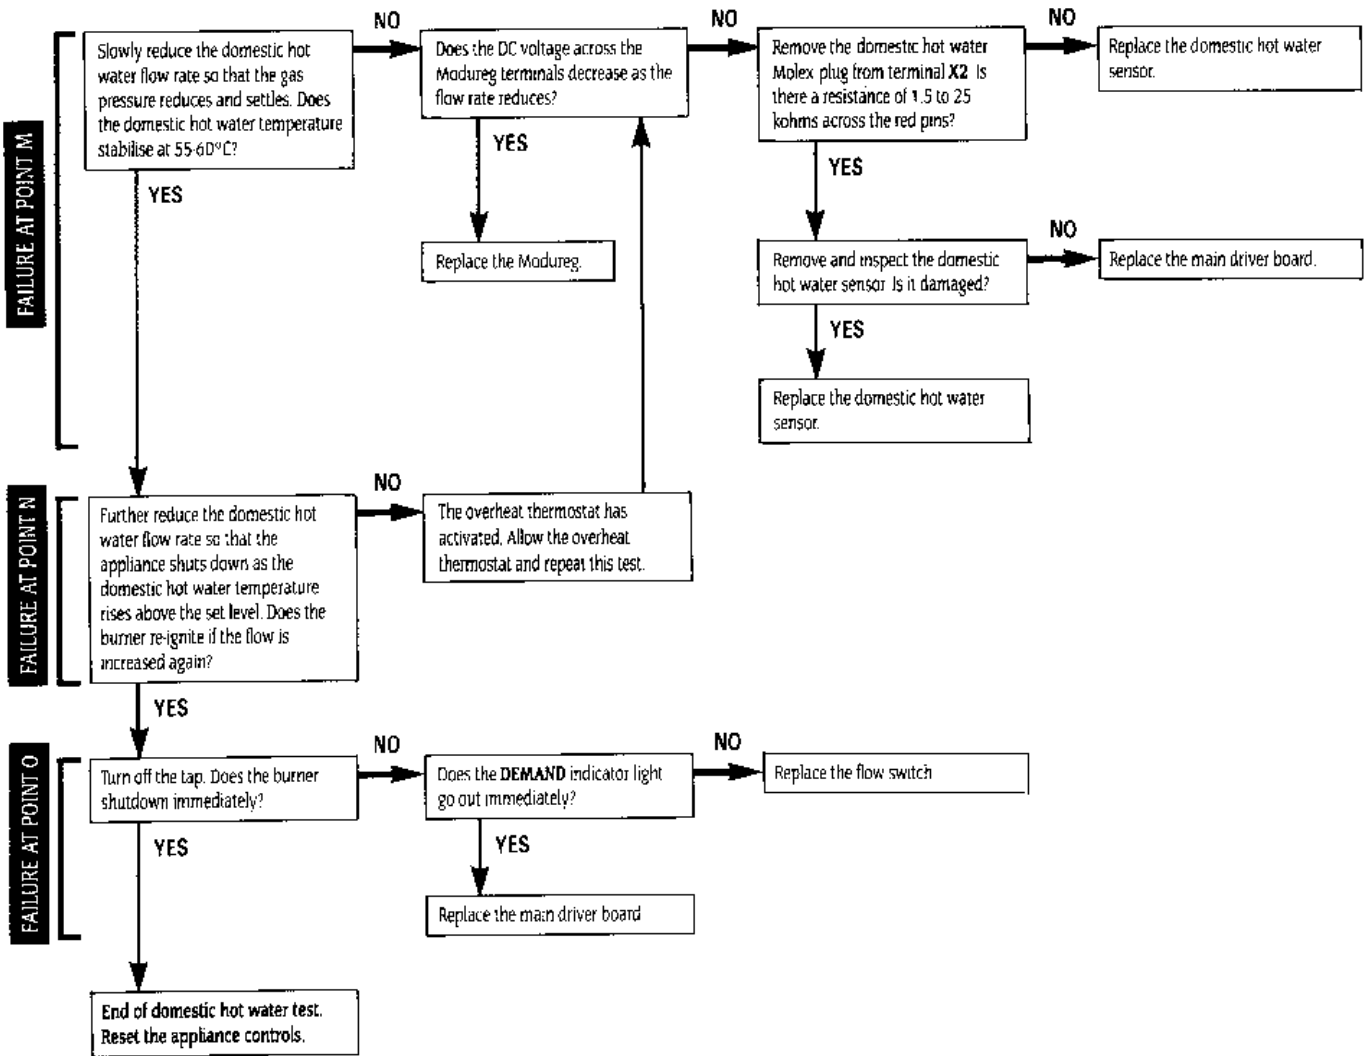 FAILURE AT POINT M
Slowly reduce the domestic hot
water flow rate so that the gas
pressure reduces and settles. Does
the domestic hot water temperature
stabilise at 55-60°C?
NO
YES
Does the DC voltage across the
Modureg terminals decrease as the
flow rate reduces?
NO
YES
Replace the Modureg.
Remove the domestic hot water
Molex plug from terminal X2 Is
there a resistance of 1.5 to 25
kohms across the red pins?
NO
YES
Replace the domestic hot water
sensor.
Remove and inspect the domestic
hot water sensor Is it damaged?
NO
YES
Replace the main driver board.
Replace the domestic hot water
sensor.
FAILURE AT POINT N
Further reduce the domestic hot
water flow rate so that the
appliance shuts down as the
domestic hot water temperature
rises above the set level. Does the
burner re-ignite if the flow is
increased again?
NO
YES
The overheat thermostat has
activated. Allow the overheat
thermostat and repeat this test.
FAILURE AT POINT O
Turn off the tap. Does the burner
shutdown immediately?
NO
YES
Does the DEMAND indicator light
go out immediately?
NO
YES
Replace the flow switch
Replace the main driver board
End of domestic hot water test.
Reset the appliance controls.